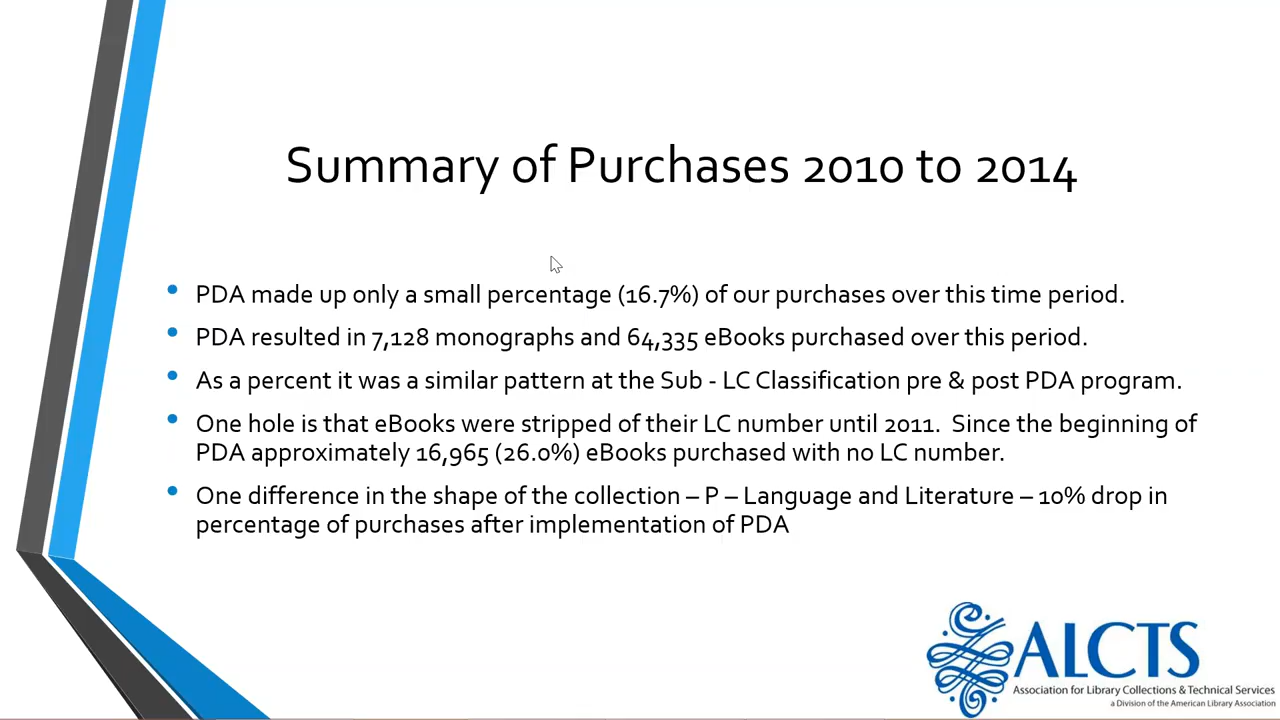 Summary of Purchases 2010 to 2014
• PDA made up only a small percentage (16.7%) of our purchases over this time period.
• PDA resulted in 7,128 monographs and 64,335 eBooks purchased over this period.
• As a percent it was a similar pattern at the Sub - LC Classification pre & post PDA program.
• One hole is that eBooks were stripped of their LC number until 2011.  Since the beginning of
PDA approximately 16,965 (26.0%) eBooks purchased with no LC number.
• One difference in the shape of the collection – P – Language and Literature – 10% drop in
percentage of purchases after implementation of PDA
ALCTS
Association for Library Collections & Technical Services
a Division of the American Library Association